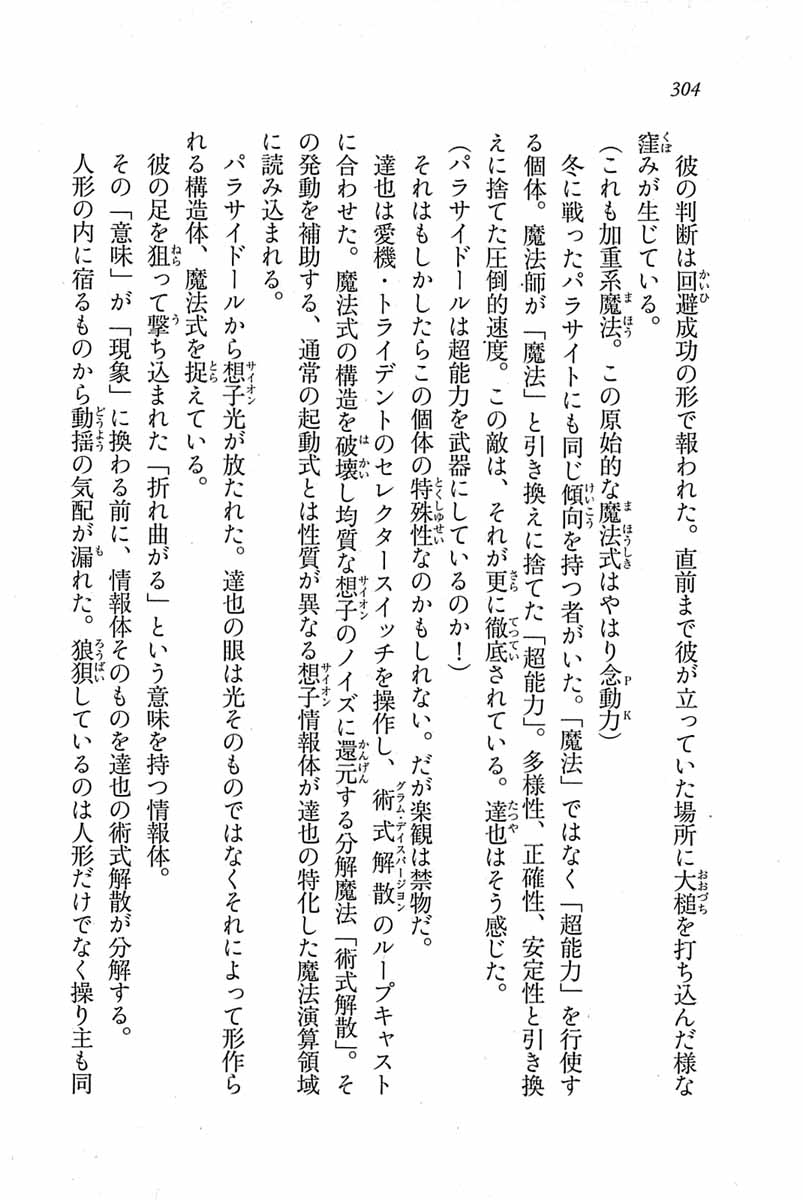 304
彼の判断は回避成功の形で報われた。直前まで彼が立っていた場所に大槌を打ち込んだ様な
窪みが生じている。
(これも加重系魔法。この原始的な魔法式はやはり念動力)
冬に戦ったパラサイトにも同じ傾向を持つ者がいた。「魔法」ではなく「超能力」を行使す
る個体。魔法師が「魔法」と引き換えに捨てた「超能力」。多様性、正確性、安定性と引き換
えに捨てた圧倒的速度。この敵は、それが更に徹底されている。達也はそう感じた。
(パラサイドールは超能力を武器にしているのか!)
それはもしかしたらこの個体の特殊性なのかもしれない。だが楽観は禁物だ。
達也は愛機・トライデントのセレクタースイッチを操作し、術式解散のループキャスト
に合わせた。魔法式の構造を破壊し均質な想子のノイズに還元する分解魔法「術式解散」。そ
の発動を補助する、通常の起動式とは性質が異なる想子情報体が達也の特化した魔法演算領域
に読み込まれる。
パラサイドールから想子光が放たれた。達也の眼は光そのものではなくそれによって形作ら
れる構造体、魔法式を捉えている。
彼の足を狙って撃ち込まれた「折れ曲がる」という意味を持つ情報体。
その「意味」が「現象」に換わる前に、情報体そのものを達也の術式解散が分解する。
人形の内に宿るものから動揺の気配が漏れた。狼狽しているのは人形だけでなく操り主も同